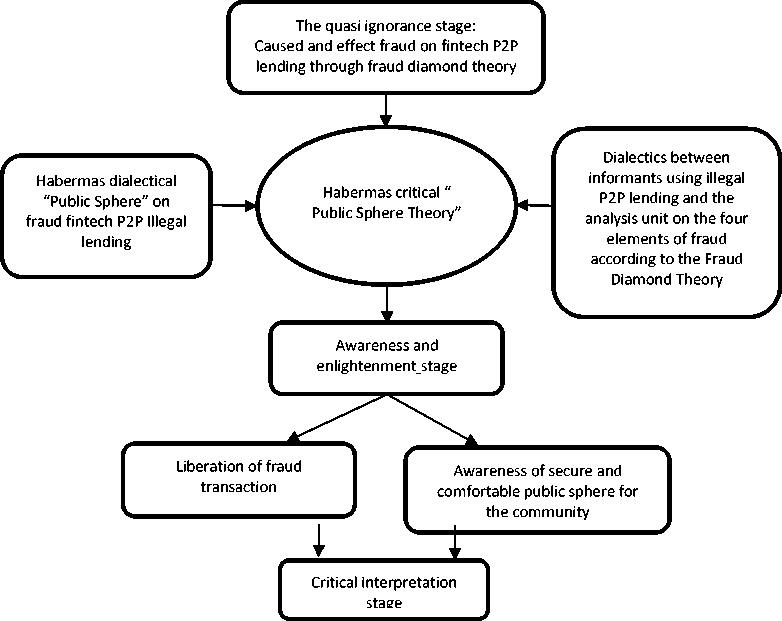 The quasi ignorance stage:
Caused and effect fraud on fintech P2P
lending through fraud diamond theory
Habermas dialectical
“Public Sphere” on
fraud fintech P2P Illegal
lending
Habermas critical “
Public Sphere Theory”
Dialectics between
informants using illegal
P2P lending and the
analysis unit on the four
elements of fraud
according to the Fraud
Diamond Theory
Awareness and
enlightenment stage
Liberation of fraud
transaction
Awareness of secure and
comfortable public sphere for
the community
Critical interpretation
stage